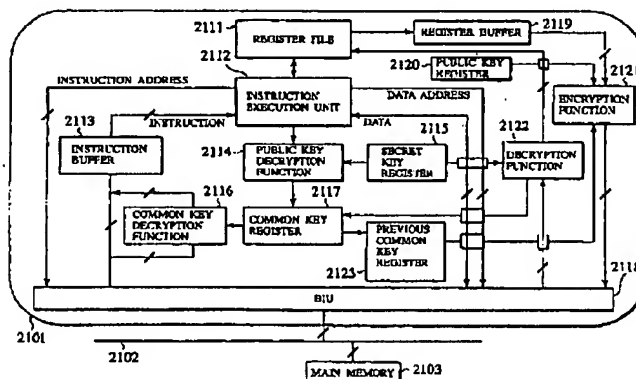 2111
REGISTER FILE
REGISTER BUFFER
2119
2112
2120
PUBLIC KEY
REGISTER
2121
INSTRUCTION ADDRESS
INSTRUCTION
EXECUTION UNIT
DATA ADDRESS
ENCRYPTION
FUNCTION
2113
INSTRUCTION
DATA
2115
2122
INSTRUCTION
BUFFER
2114
PUBLIC KEY
DECRYPTION
FUNCTION
SECRET
KEY
REGISTER
DECRYPTION
FUNCTION
2116
2117
COMMON KEY
DECRYPTION
FUNCTION
COMMON KEY
REGISTER
PREVIOUS
COMMON KEY
REGISTER
2123
2118
BIU
2101
2102
MAIN MEMORY
2103